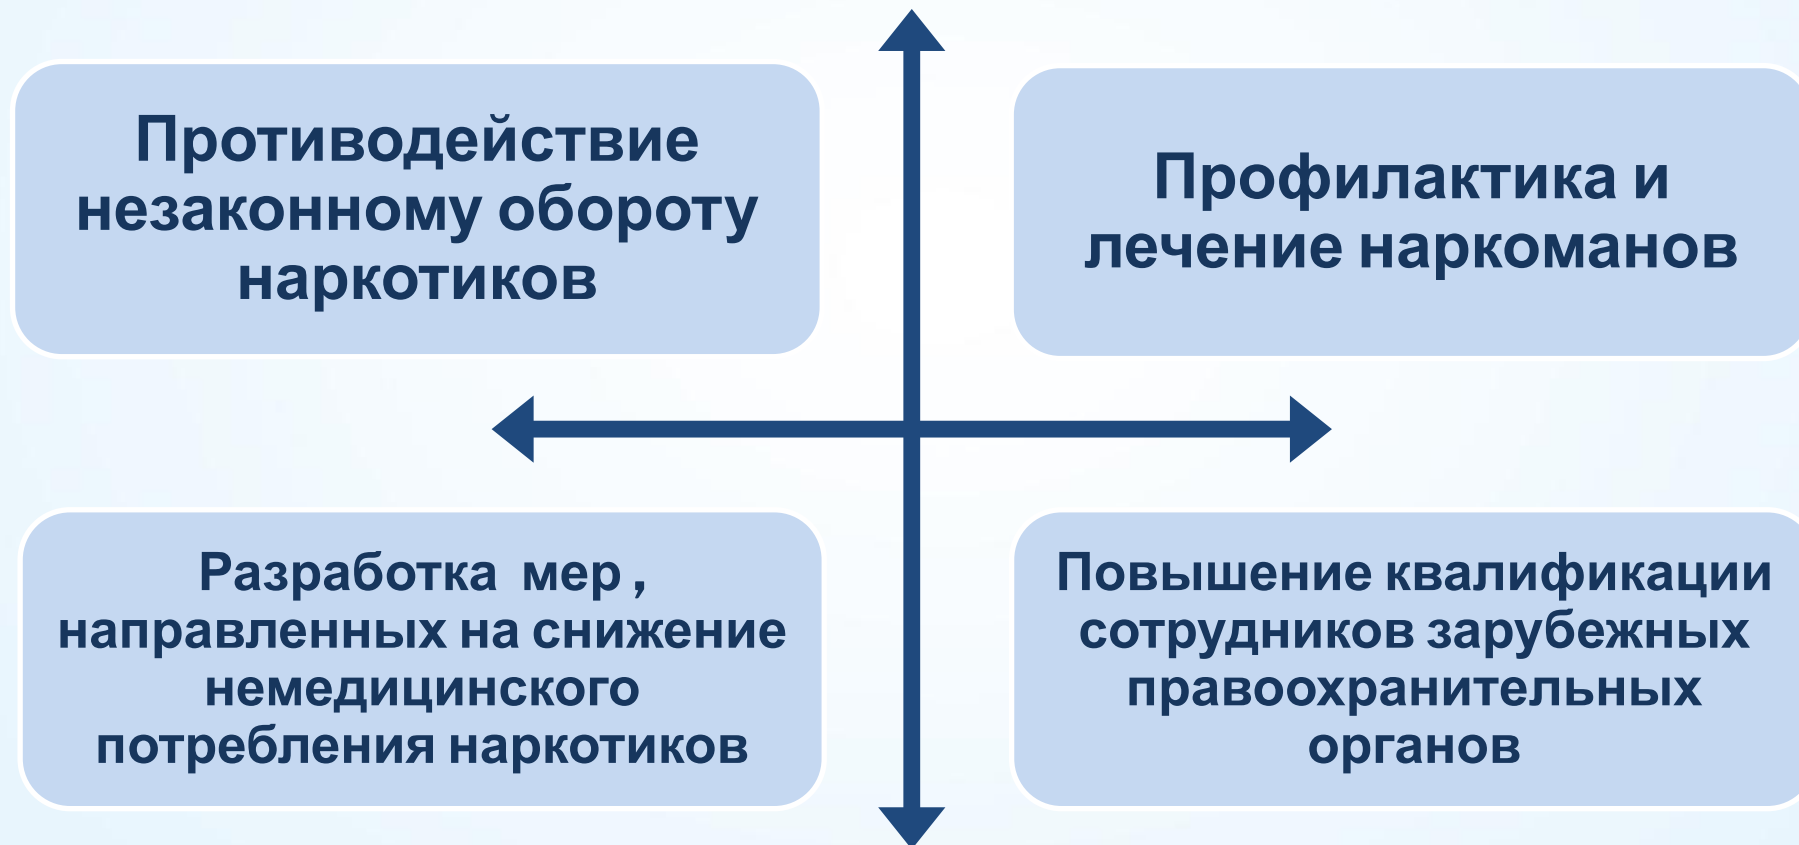 Противодействие
незаконному обороту
наркотиков
Профилактика и
лечение наркоманов
Разработка мер ,
направленных на снижение
немедицинского
потребления наркотиков
Повышение квалификации
сотрудников зарубежных
правоохранительных
органов